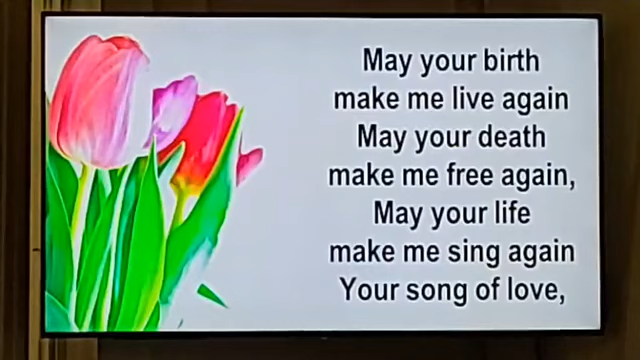 May your birth
make me live again
May your death
make me free again,
May your life
make me sing again
Your song of love,